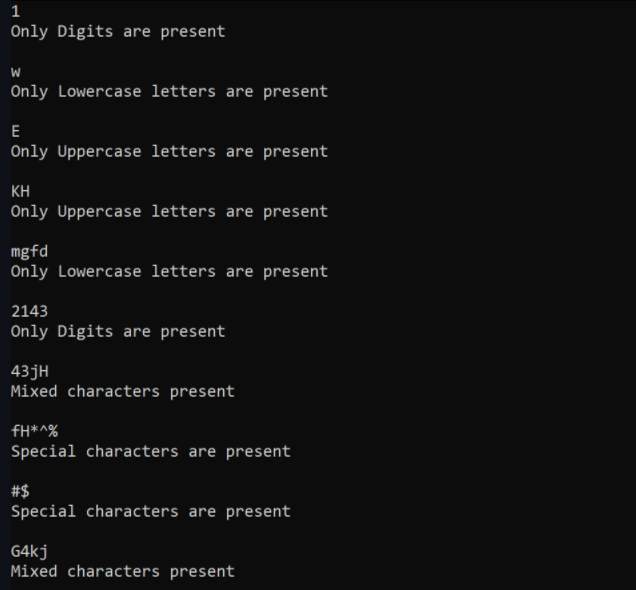 1
Only Digits are present
w
Only Lowercase letters are present
E
Only Uppercase letters are present
KH
Only Uppercase letters are present
mgfd
Only Lowercase letters are present
2143
Only Digits are present
43jH
Mixed characters present
fH*^%
Special characters are present
#$
Special characters are present
G4kj
Mixed characters present